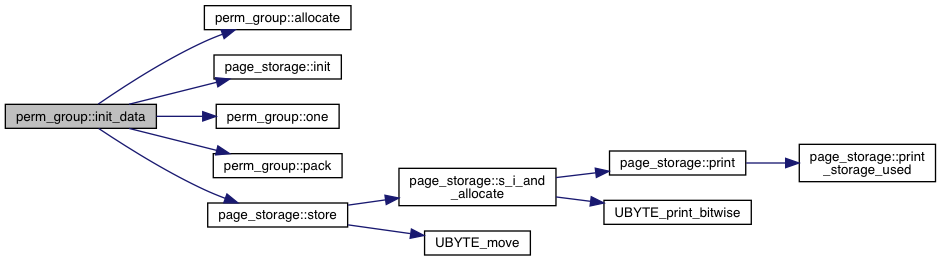 perm_group::allocate
page_storage::init
perm_group::init_data
perm_group::one
perm_group::pack
page_storage::store
page_storage::s_i_and
_allocate
page_storage::print
page_storage::print
_storage_used
UBYTE_print_bitwise
UBYTE_move